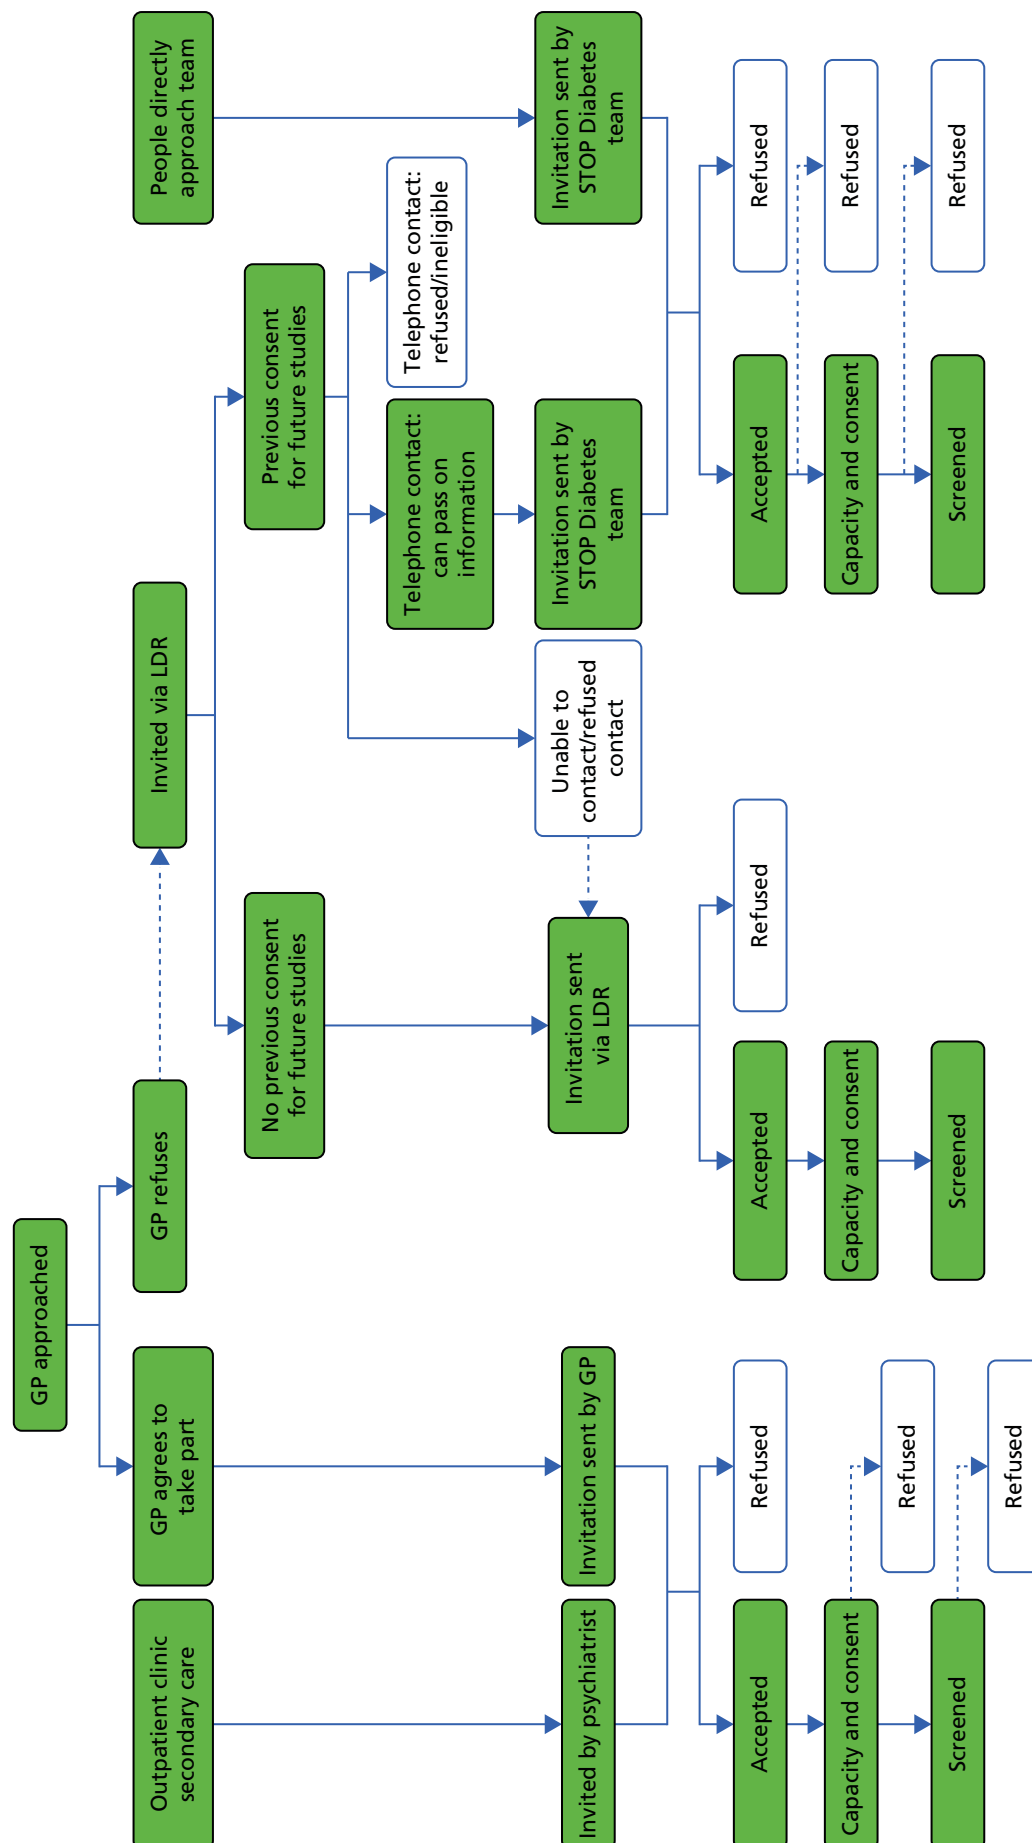 GP approached
Outpatient clinic
secondary care
GP agrees to
take part
GP refuses
Invited via LDR
People directly
approach team
No previous consent
for future studies
Previous consent
for future studies
Telephone contact:
can pass on
information
Telephone contact:
refused/ineligible
Invited by psychiatrist
Invitation sent by GP
Invitation sent
via LDR
Unable to
contact/refused
contact
Invitation sent by
STOP Diabetes
team
Invitation sent by
STOP Diabetes
team
Accepted
Refused
Accepted
Refused
Accepted
Refused
Capacity and consent
Refused
Capacity and consent
Capacity and consent
Refused
Screened
Refused
Screened
Screened
Refused